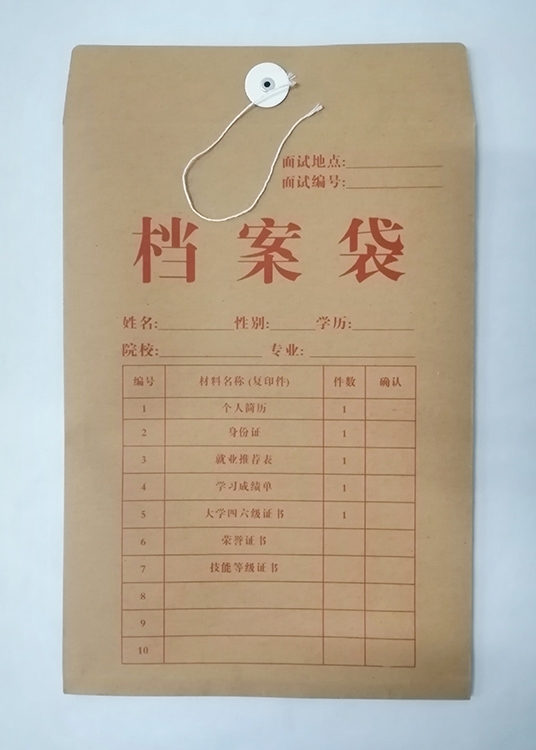 面试地点:
面试编号:
档案袋
姓名: 性别: 学历:
院校: 专业:
编号 材料名称(复印件) 件数 确认
1 个人简历 1
2 身份证 1
3 就业推荐表 1
4 学习成绩单 1
5 大学四六级证书 1
6 荣誉证书
7 技能等级证书
8
9
10